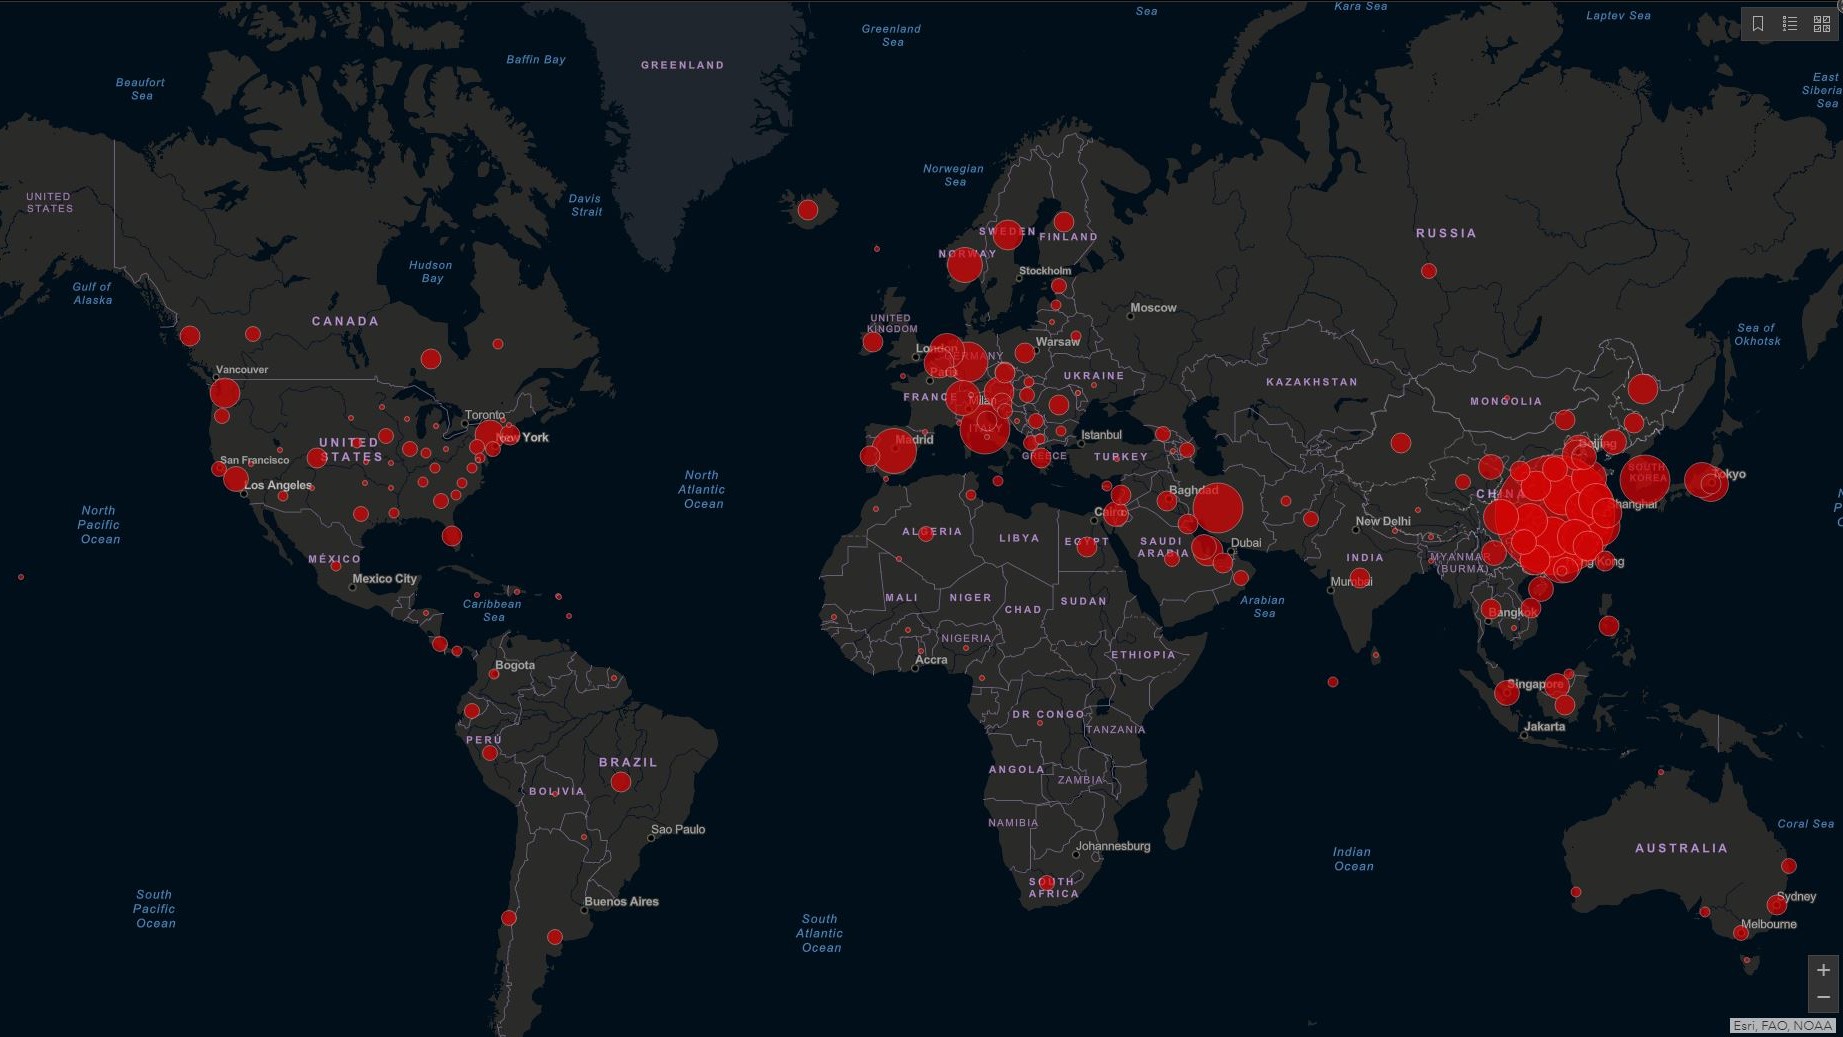 Sea
Kara Sea
Laptev Sea
Greenland
Sea
Baffin Bay
GREENLAND
Beaufort
Sea
East
Siberia
Sea
Norwegian
Sea
UNITED
STATES
Davis
Strait
SWEDEN
FINLAND
RUSSIA
NORWAY
Hudson
Bay
Stockholm
Gulf of
Alaska
Moscow
CANADA
UNITED
KINGDOM
Sea of
Okhotsk
Warsaw
London
GERMANY
Vancouver
Paris
UKRAINE
KAZAKHSTAN
FRANCE
Milan
MONGOLIA
Toronto
ITALY
New York
UNITED
STATES
Madrid
Istanbul
Beijing
San Francisco
GREECE
TURKEY
SOUTH
KOREA
Tokyo
Los Angeles
North
Atlantic
Ocean
Baghdad
CHINA
Shanghai
North
Pacific
Ocean
Cairo
New Delhi
ALGERIA
LIBYA
EGYPT
SAUDI
ARABIA
Dubai
MÉXICO
INDIA
MYANMAR
(BURMA)
ng Kong
Mexico City
Mumbai
Caribbean
Sea
MALI
NIGER
CHAD
SUDAN
Arabian
Sea
Bangkok
NIGERIA
Bogota
Accra
ETHIOPIA
Singapore
DR CONGO
TANZANIA
Jakarta
PERÚ
BRAZIL
ANGOLA
ZAMBIA
BOLIVIA
NAMIBIA
Sao Paulo
Johannesburg
Coral Sea
Indian
Ocean
AUSTRALIA
SOUTH
AFRICA
South
Pacific
Ocean
Buenos Aires
South
Atlantic
Ocean
Sydney
Melbourne
Esri, FAO, NOAA